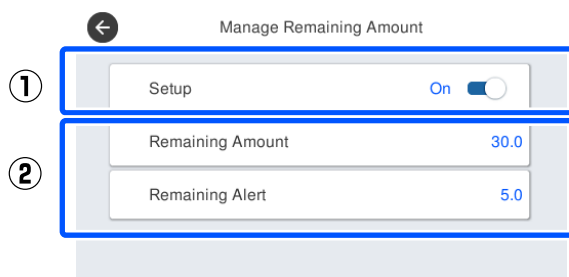 Manage Remaining Amount
①
Setup On
②
Remaining Amount 30.0
Remaining Alert 5.0